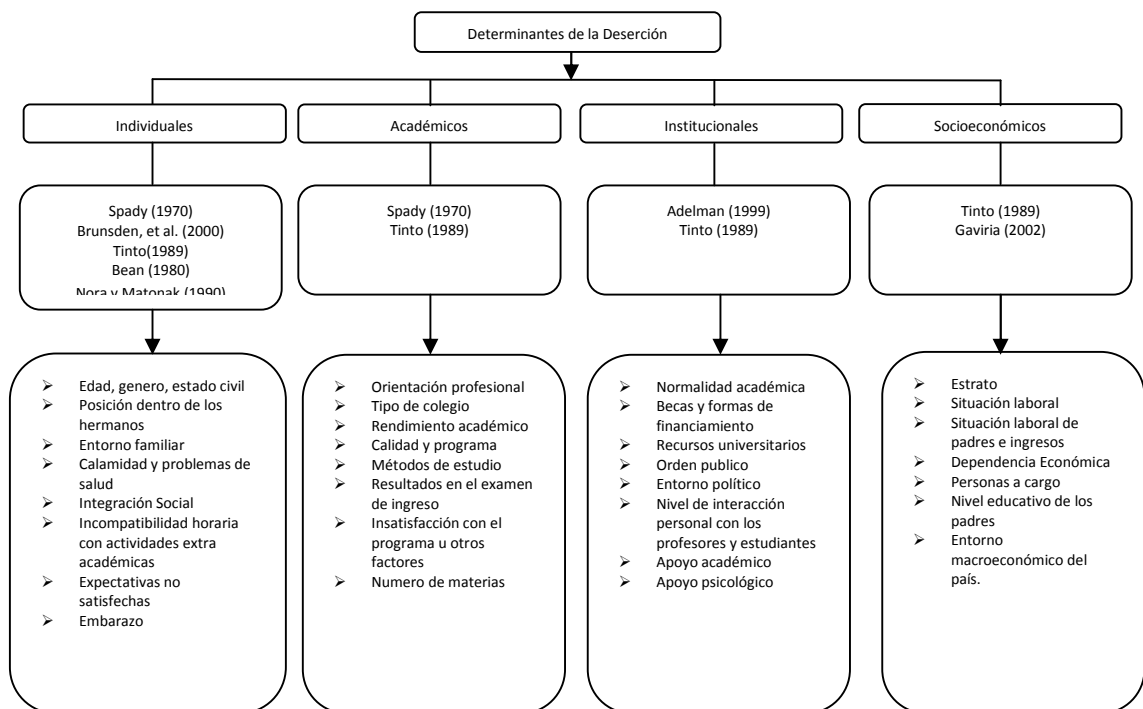 Determinantes de la Deserción
Individuales
Académicos
Institucionales
Socioeconómicos
Spady (1970)
Brunsden, et al. (2000)
Tinto(1989)
Bean (1980)
Nora y Matonak (1990)
Spady (1970)
Tinto (1989)
Adelman (1999)
Tinto (1989)
Tinto (1989)
Gaviria (2002)
➢ Edad, genero, estado civil
➢ Posición dentro de los
hermanos
➢ Entorno familiar
➢ Calamidad y problemas de
salud
➢ Integración Social
➢ Incompatibilidad horaria
con actividades extra
académicas
➢ Expectativas no
satisfechas
➢ Embarazo
➢ Orientación profesional
➢ Tipo de colegio
➢ Rendimiento académico
➢ Calidad y programa
➢ Métodos de estudio
➢ Resultados en el examen
de ingreso
➢ Insatisfacción con el
programa u otros
factores
➢ Numero de materias
➢ Normalidad académica
➢ Becas y formas de
financiamiento
➢ Recursos universitarios
➢ Orden publico
➢ Entorno político
➢ Nivel de interacción
personal con los
profesores y estudiantes
➢ Apoyo académico
➢ Apoyo psicológico
➢ Estrato
➢ Situación laboral
➢ Situación laboral de
padres e ingresos
➢ Dependencia Económica
➢ Personas a cargo
➢ Nivel educativo de los
padres
➢ Entorno
macroeconómico del
país.